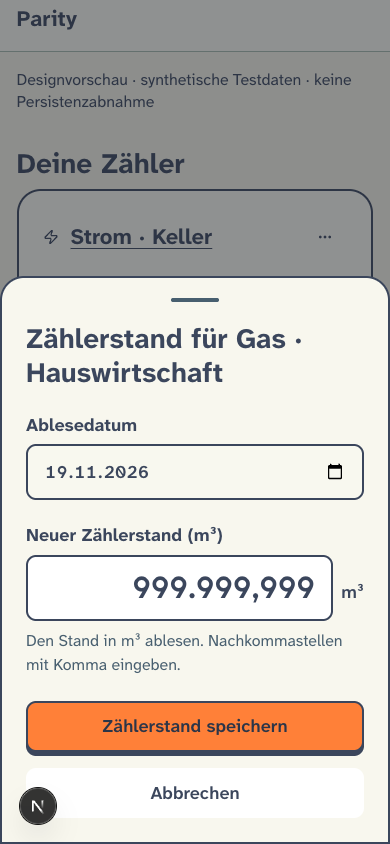 Parity
Designvorschau · synthetische Testdaten · keine
Persistenzabnahme
Deine Zähler
Strom · Keller
···
Zählerstand für Gas ·
Hauswirtschaft
Ablesedatum
19.11.2026
Neuer Zählerstand (m³)
999.999,999 m³
Den Stand in m³ ablesen. Nachkommastellen
mit Komma eingeben.
Zählerstand speichern
Abbrechen
N